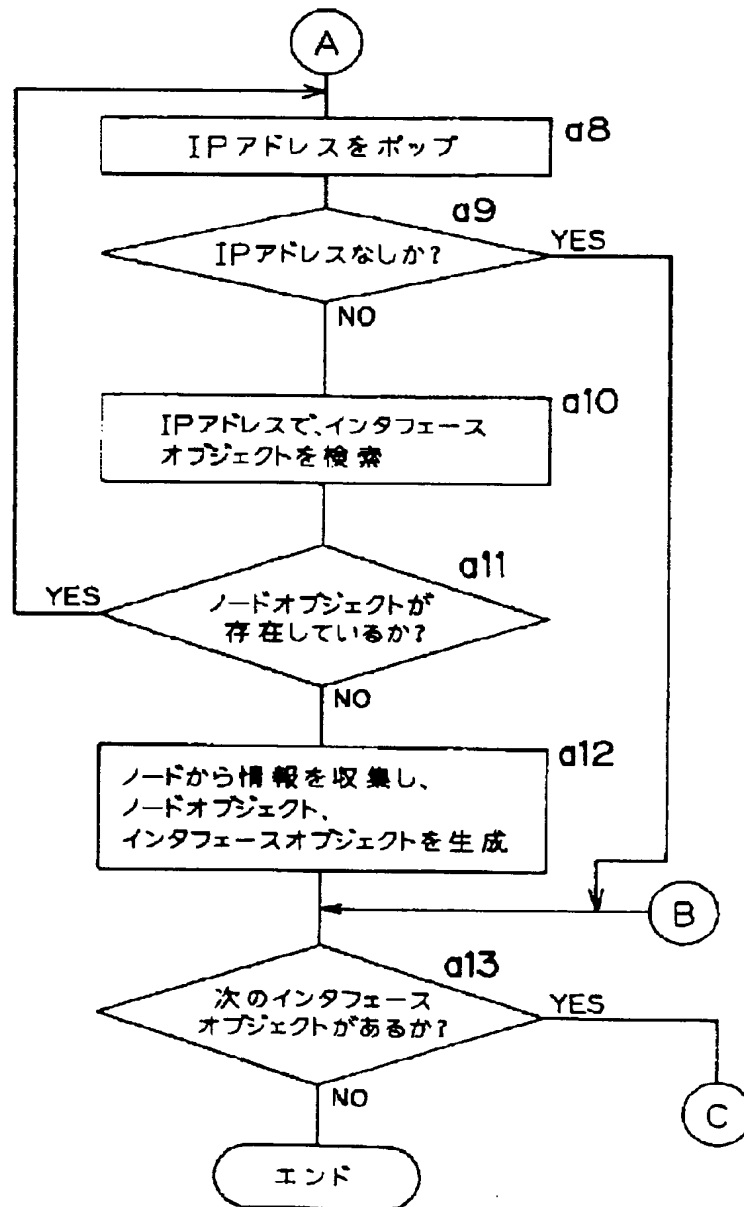 A
IPアドレスをポップ
a8
a9
IPアドレスなしか?
YES
NO
a10
IPアドレスで、インタフェース
オブジェクトを検索
a11
YES
ノードオブジェクトが
存在しているか?
NO
a12
ノードから情報を収集し、
ノードオブジェクト、
インタフェースオブジェクトを生成
B
a13
次のインタフェース
オブジェクトがあるか?
YES
NO
C
エンド